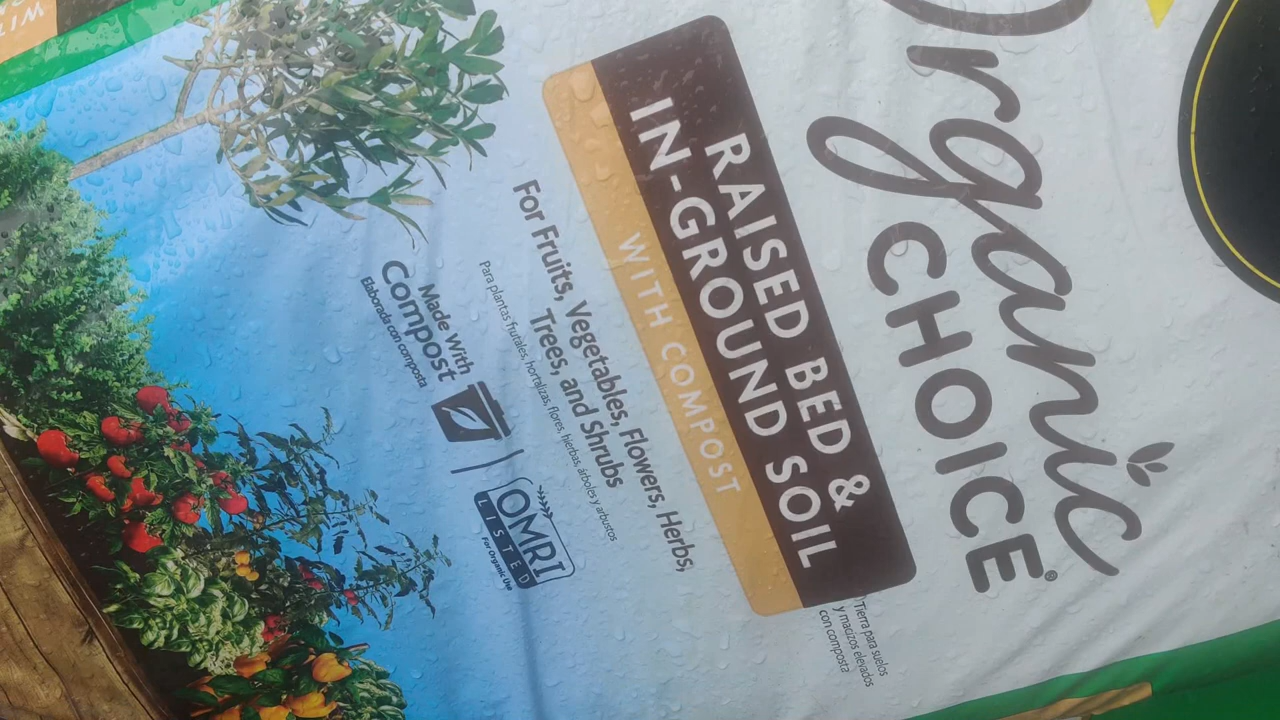 Organic
CHOICE®
RAISED BED &
IN-GROUND SOIL
WITH COMPOST
Tierra para suelos
y macizos elevados
con composta
For Fruits, Vegetables, Flowers, Herbs,
Trees, and Shrubs
Para plantas frutales, hortalizas, flores, hierbas, árboles y arbustos
Made With
Compost
Elaborada con composta
OMRI
LISTED
For Organic Use